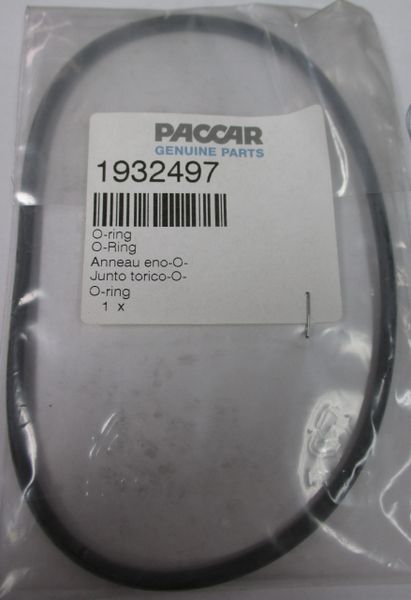 PACCAR
GENUINE PARTS
1932497
O-ring
O-Ring
Anneau eno-O-
Junto torico-O-
O-ring
1 x